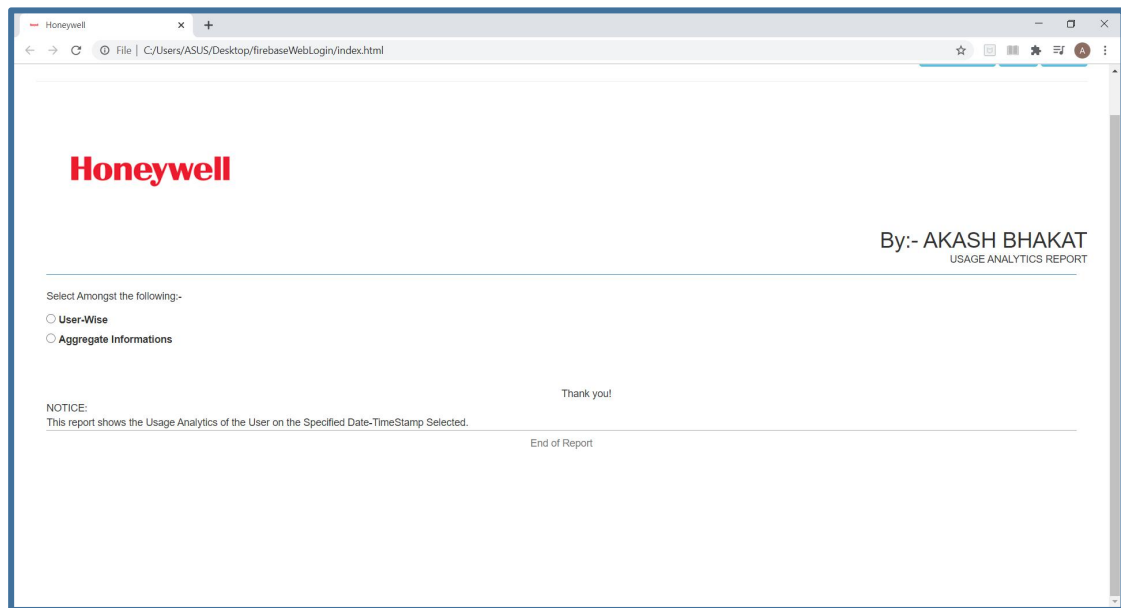 Honeywell
File | C:/Users/ASUS/Desktop/firebaseWebLogin/index.html
A
Honeywell
By:- AKASH BHAKAT
USAGE ANALYTICS REPORT
Select Amongst the following:-
User-Wise
Aggregate Informations
Thank you!
NOTICE:
This report shows the Usage Analytics of the User on the Specified Date-TimeStamp Selected.
End of Report